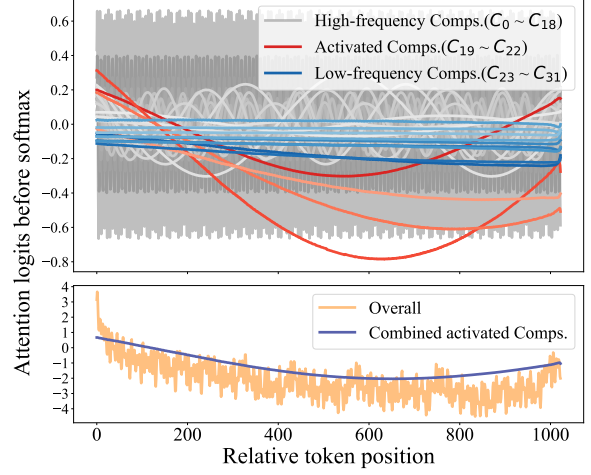 Attention logits before softmax
0.6
0.4
0.2
0.0
−0.2
−0.4
−0.6
−0.8
High-frequency Comps.(C₀ ~ C₁₈)
Activated Comps.(C₁₉ ~ C₂₂)
Low-frequency Comps.(C₂₃ ~ C₃₁)
4
3
2
1
0
−1
−2
−3
−4
Overall
Combined activated Comps.
0 200 400 600 800 1000
Relative token position